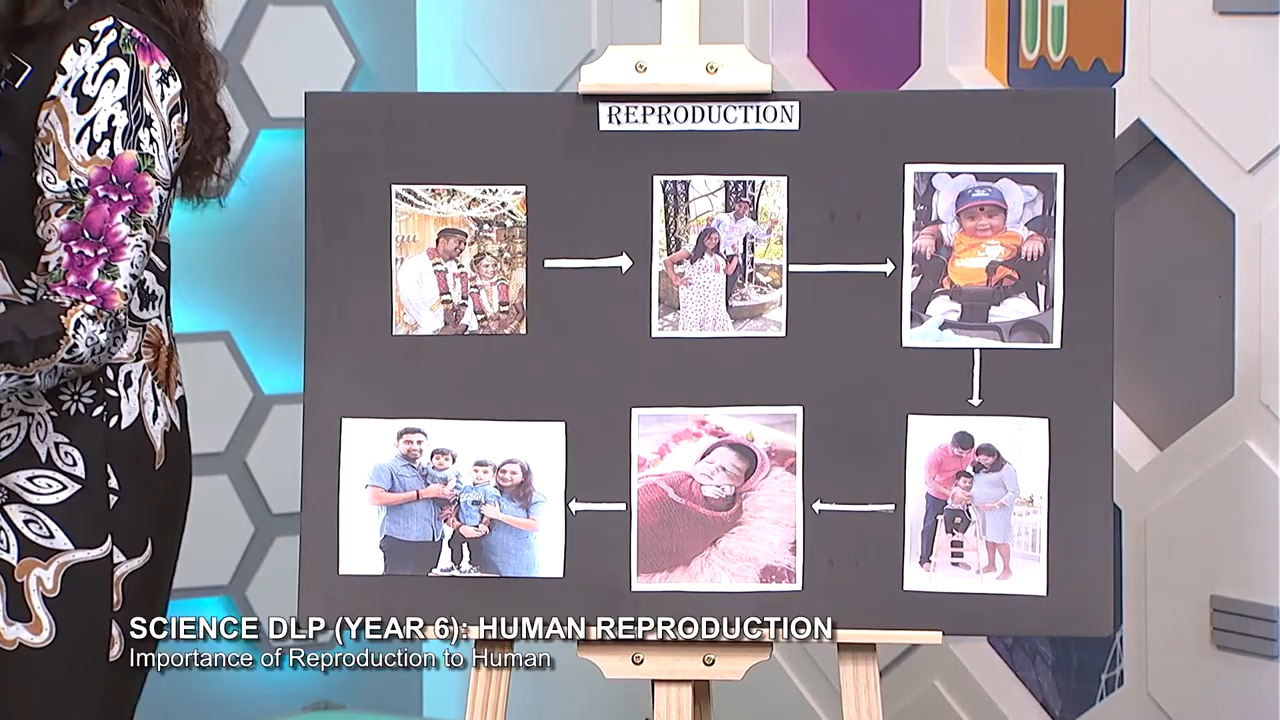 REPRODUCTION
SCIENCE DLP (YEAR 6): HUMAN REPRODUCTION
Importance of Reproduction to Human